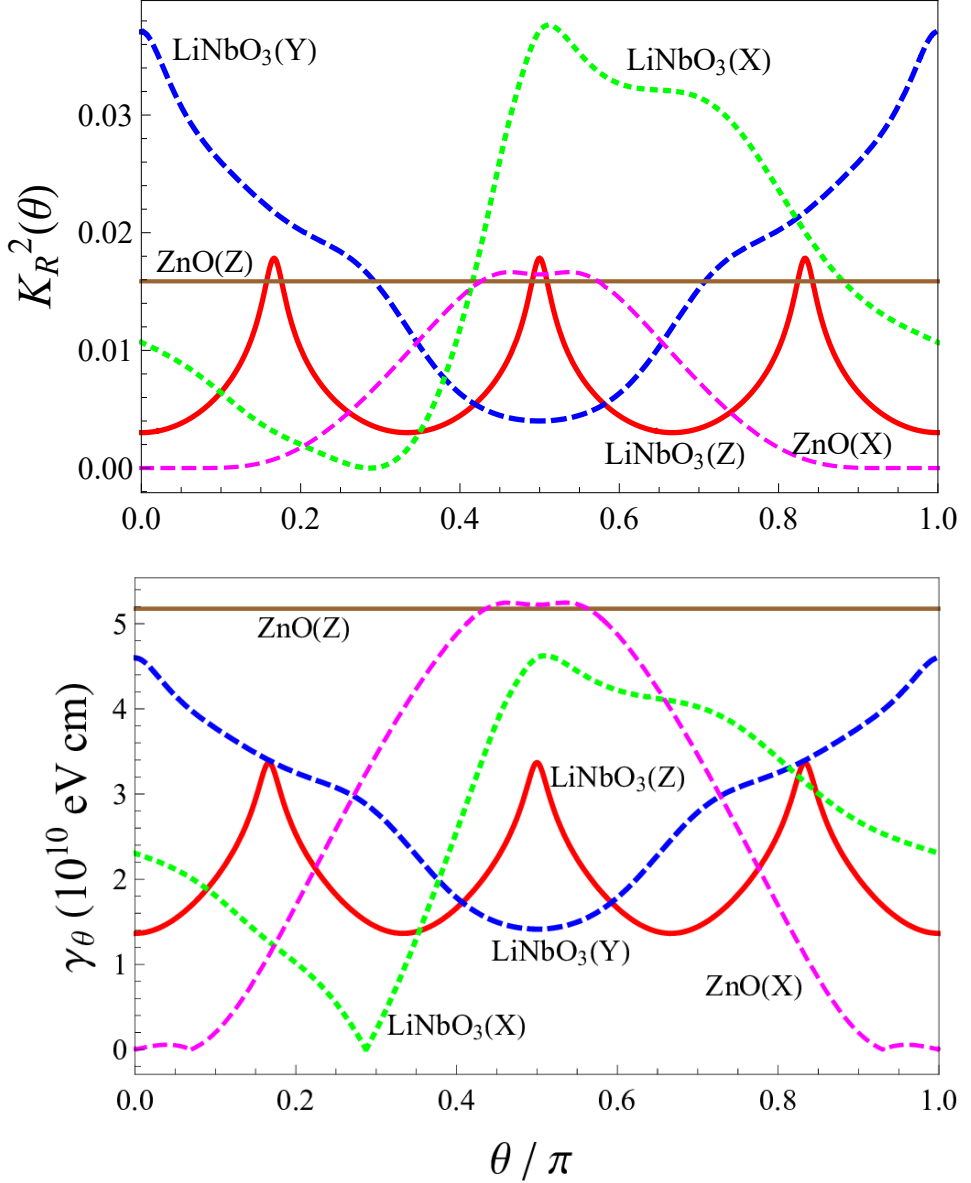 LiNbO₃(Y)
LiNbO₃(X)
0.03
K_R²(θ)
0.02
ZnO(Z)
0.01
LiNbO₃(Z)
ZnO(X)
0.00
0.0 0.2 0.4 0.6 0.8 1.0
5
ZnO(Z)
4
γ_θ (10¹⁰ eV cm)
LiNbO₃(Z)
3
2
LiNbO₃(Y)
1
ZnO(X)
LiNbO₃(X)
0
0.0 0.2 0.4 0.6 0.8 1.0
θ / π